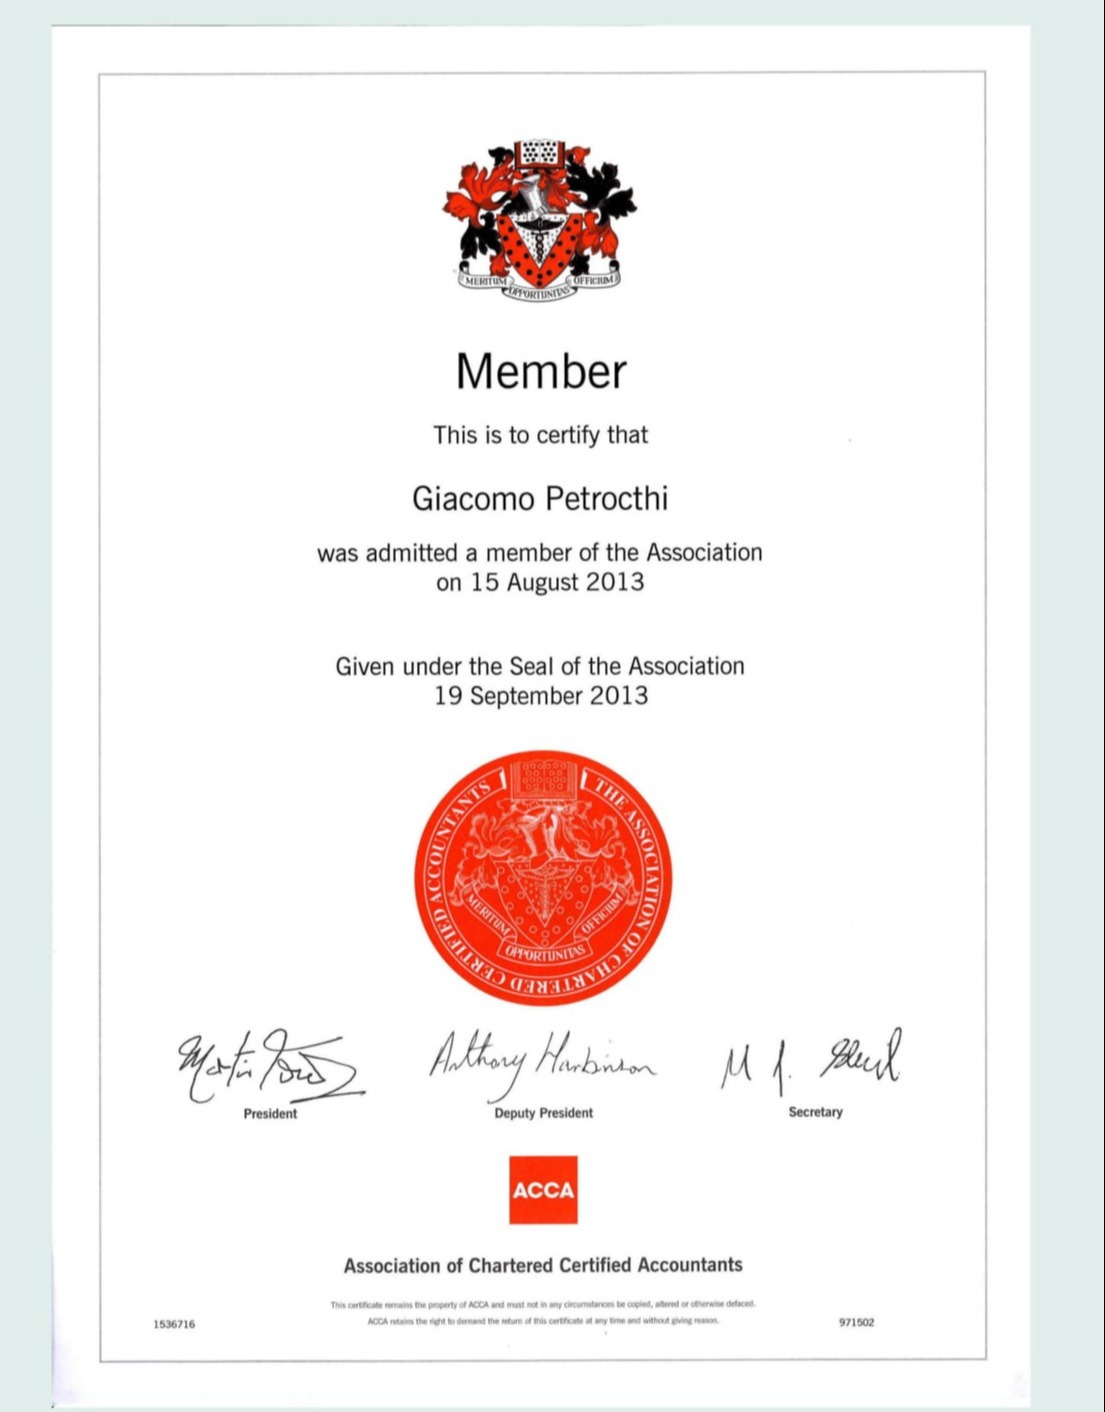 MERITUM OPPORTUNITAS OFFICIUM
Member
This is to certify that
Giacomo Petrocthi
was admitted a member of the Association
on 15 August 2013
Given under the Seal of the Association
19 September 2013
THE ASSOCIATION OF CHARTERED CERTIFIED ACCOUNTANTS
MERITUM OPPORTUNITAS OFFICIUM
Martin Anthony Harbinson M J.
President Deputy President Secretary
ACCA
Association of Chartered Certified Accountants
This certificate remains the property of ACCA and must not in any circumstances be copied, altered or otherwise defaced.
ACCA retains the right to demand the return of this certificate at any time and without giving reason.
1536716 971502